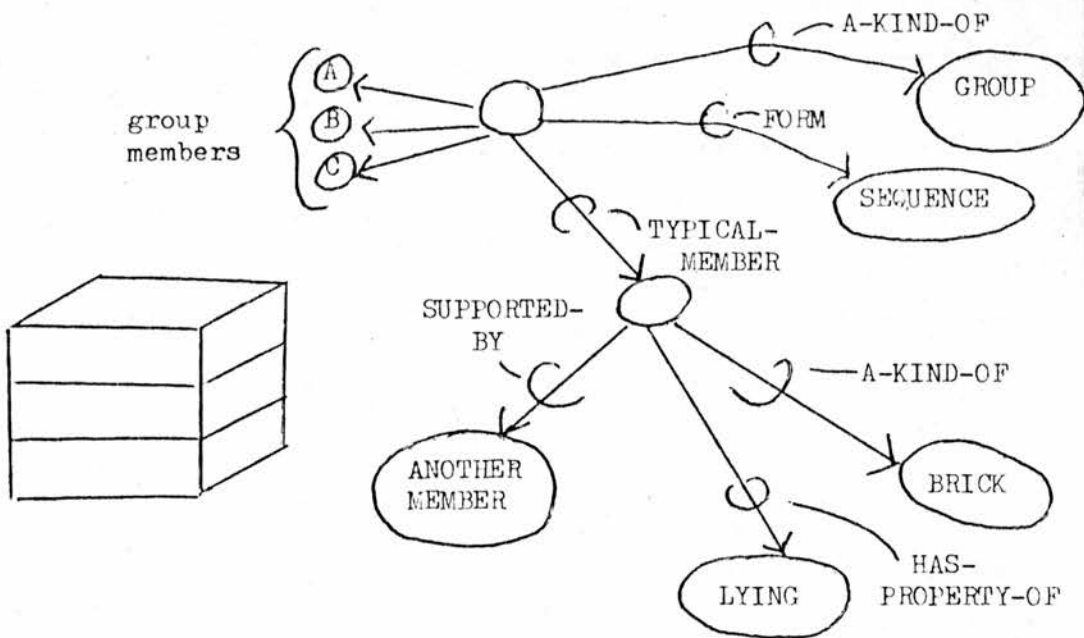 A-KIND-OF
GROUP
A
group
members
B
FORM
C
SEQUENCE
TYPICAL-
MEMBER
SUPPORTED-
BY
A-KIND-OF
ANOTHER
MEMBER
BRICK
LYING
HAS-
PROPERTY-OF